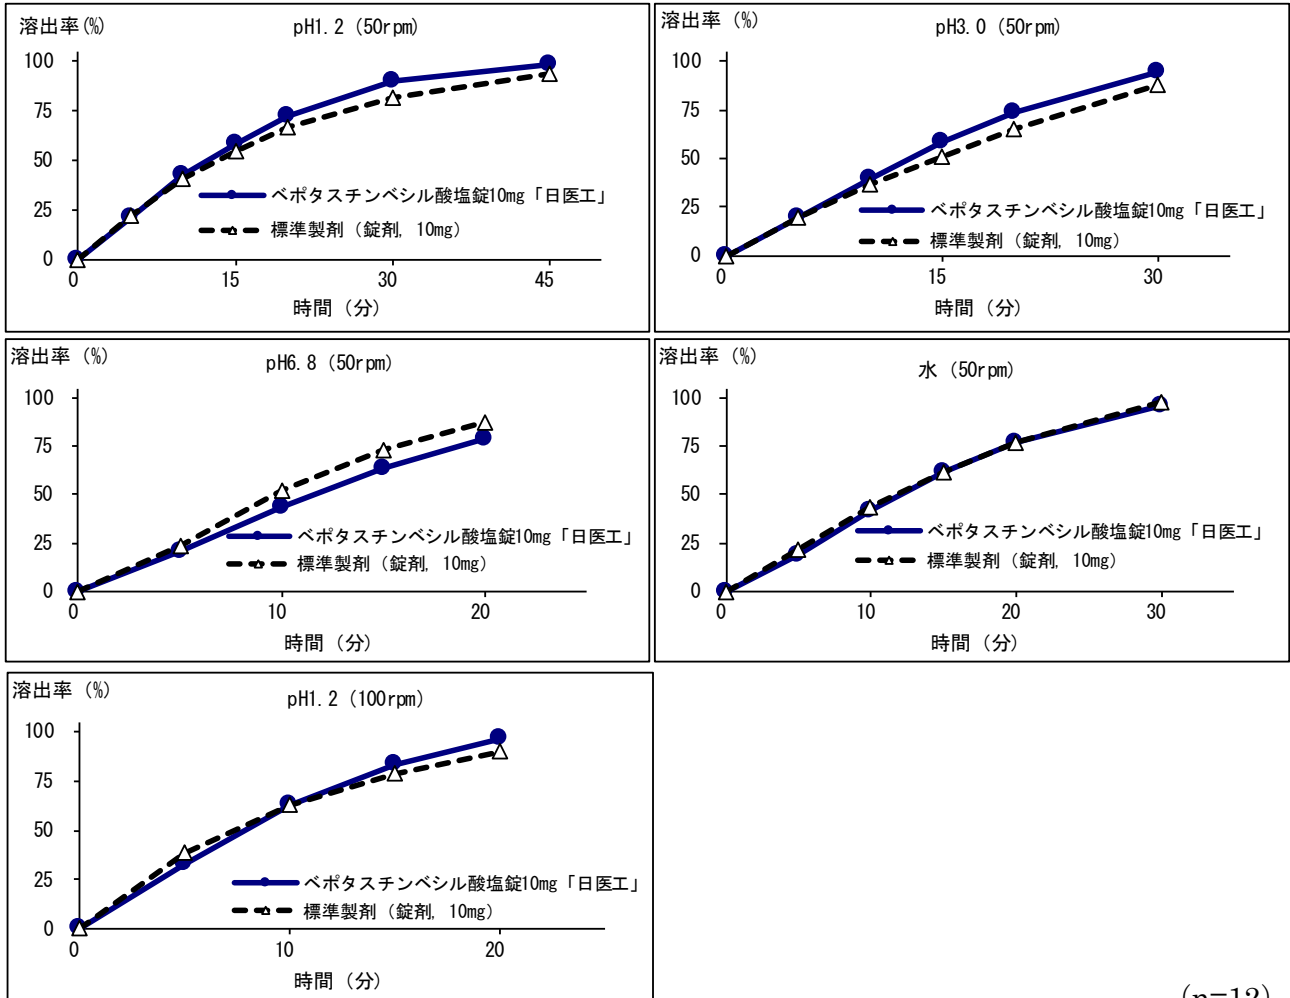 溶出率(%)
pH1.2 (50rpm)
100
75
50
25
0
ベポタスチンベシル酸塩錠10mg「日医工」
標準製剤 (錠剤, 10mg)
0 15 30 45
時間 (分)
溶出率 (%)
pH3.0 (50rpm)
100
75
50
25
0
ベポタスチンベシル酸塩錠10mg「日医工」
標準製剤 (錠剤, 10mg)
0 15 30
時間 (分)
溶出率 (%)
pH6.8 (50rpm)
100
75
50
25
0
ベポタスチンベシル酸塩錠10mg「日医工」
標準製剤 (錠剤, 10mg)
0 10 20
時間 (分)
溶出率 (%)
水 (50rpm)
100
75
50
25
0
ベポタスチンベシル酸塩錠10mg「日医工」
標準製剤 (錠剤, 10mg)
0 10 20 30
時間 (分)
溶出率 (%)
pH1.2 (100rpm)
100
75
50
25
0
ベポタスチンベシル酸塩錠10mg「日医工」
標準製剤 (錠剤, 10mg)
0 10 20
時間 (分)
(n=12)